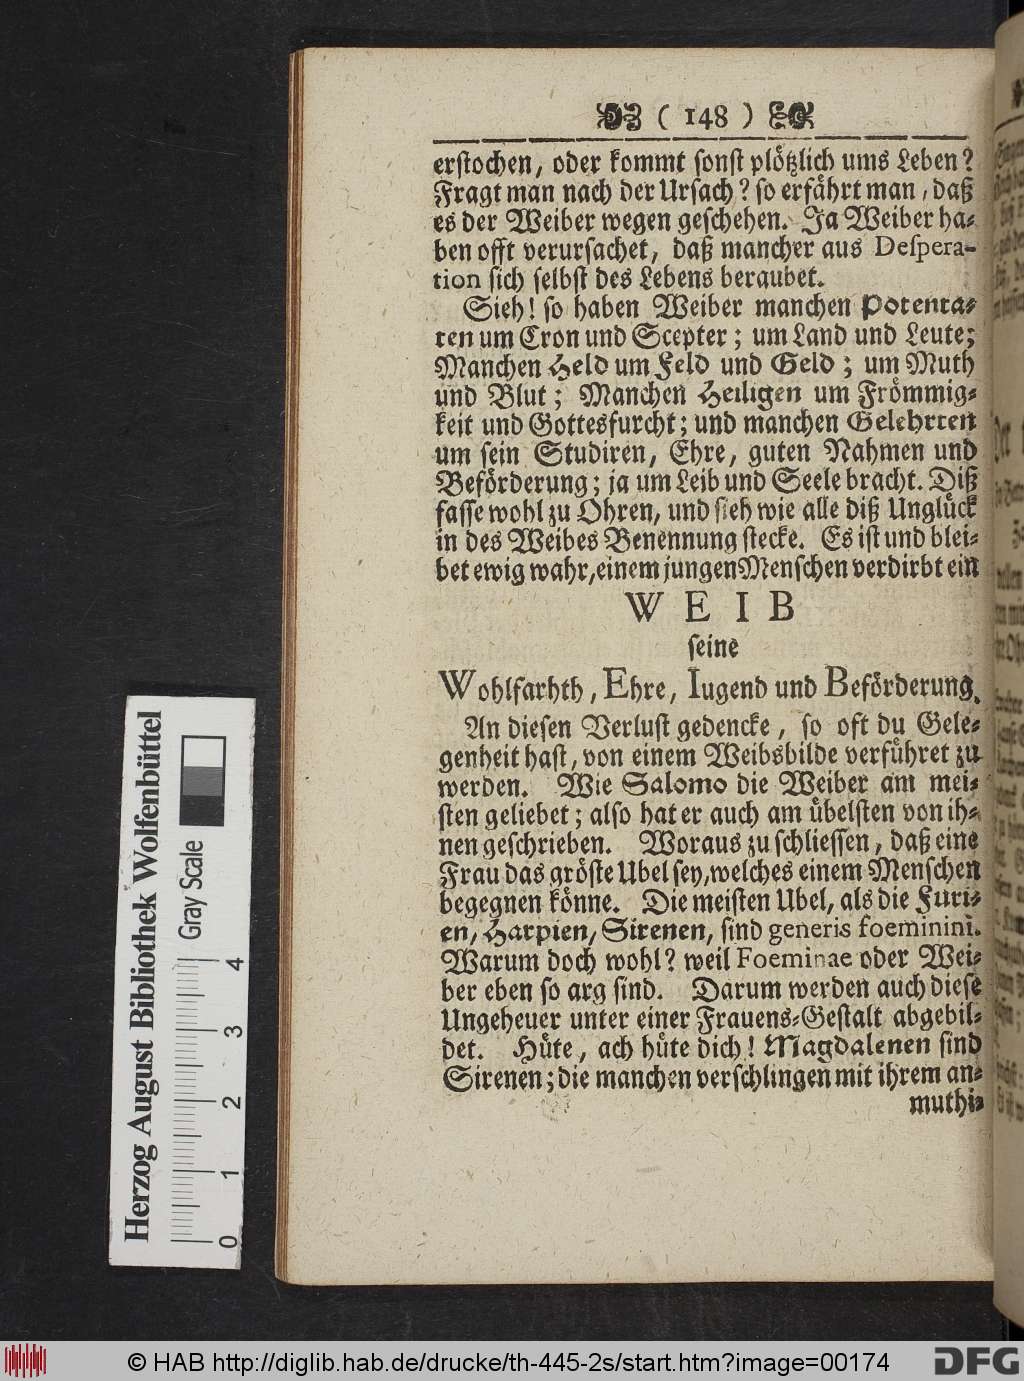 ( 148 )
erstochen, oder kommt sonst plötzlich ums Leben?
Fragt man nach der Ursach? so erfährt man, daß
es der Weiber wegen geschehen. Ja Weiber ha-
ben offt verursachet, daß mancher aus Despera-
tion sich selbst des Lebens beraubet.
Sieh! so haben Weiber manchen Potenta-
ten um Cron und Scepter; um Land und Leute;
Manchen Held um Feld und Geld; um Muth
und Blut; Manchen Heiligen um Frömmig-
keit und Gottesfurcht; und manchen Gelehrten
um sein Studiren, Ehre, guten Nahmen und
Beförderung; ja um Leib und Seele bracht. Diß
fasse wohl zu Ohren, und sieh wie alle diß Unglück
in des Weibes Benennung stecke. Es ist und blei-
bet ewig wahr, einem jungen Menschen verdirbt ein
W E I B
seine
Wohlfarhth, Ehre, Iugend und Beförderung.
An diesen Verlust gedencke, so oft du Gele-
genheit hast, von einem Weibsbilde verführet zu
werden. Wie Salomo die Weiber am mei-
sten geliebet; also hat er auch am übelsten von ih-
nen geschrieben. Woraus zu schliessen, daß eine
Frau das gröste Ubel sey, welches einem Menschen
begegnen könne. Die meisten Ubel, als die Furi-
en, Harpien, Sirenen, sind generis foeminini.
Warum doch wohl? weil Foeminae oder Wei-
ber eben so arg sind. Darum werden auch diese
Ungeheuer unter einer Frauens-Gestalt abgebil-
det. Hüte, ach hüte dich! Magdalenen sind
Sirenen; die manchen verschlingen mit ihrem an-
muthi-
Herzog August Bibliothek Wolfenbüttel
Gray Scale
0 1 2 3 4
© HAB http://diglib.hab.de/drucke/th-445-2s/start.htm?image=00174
DFG